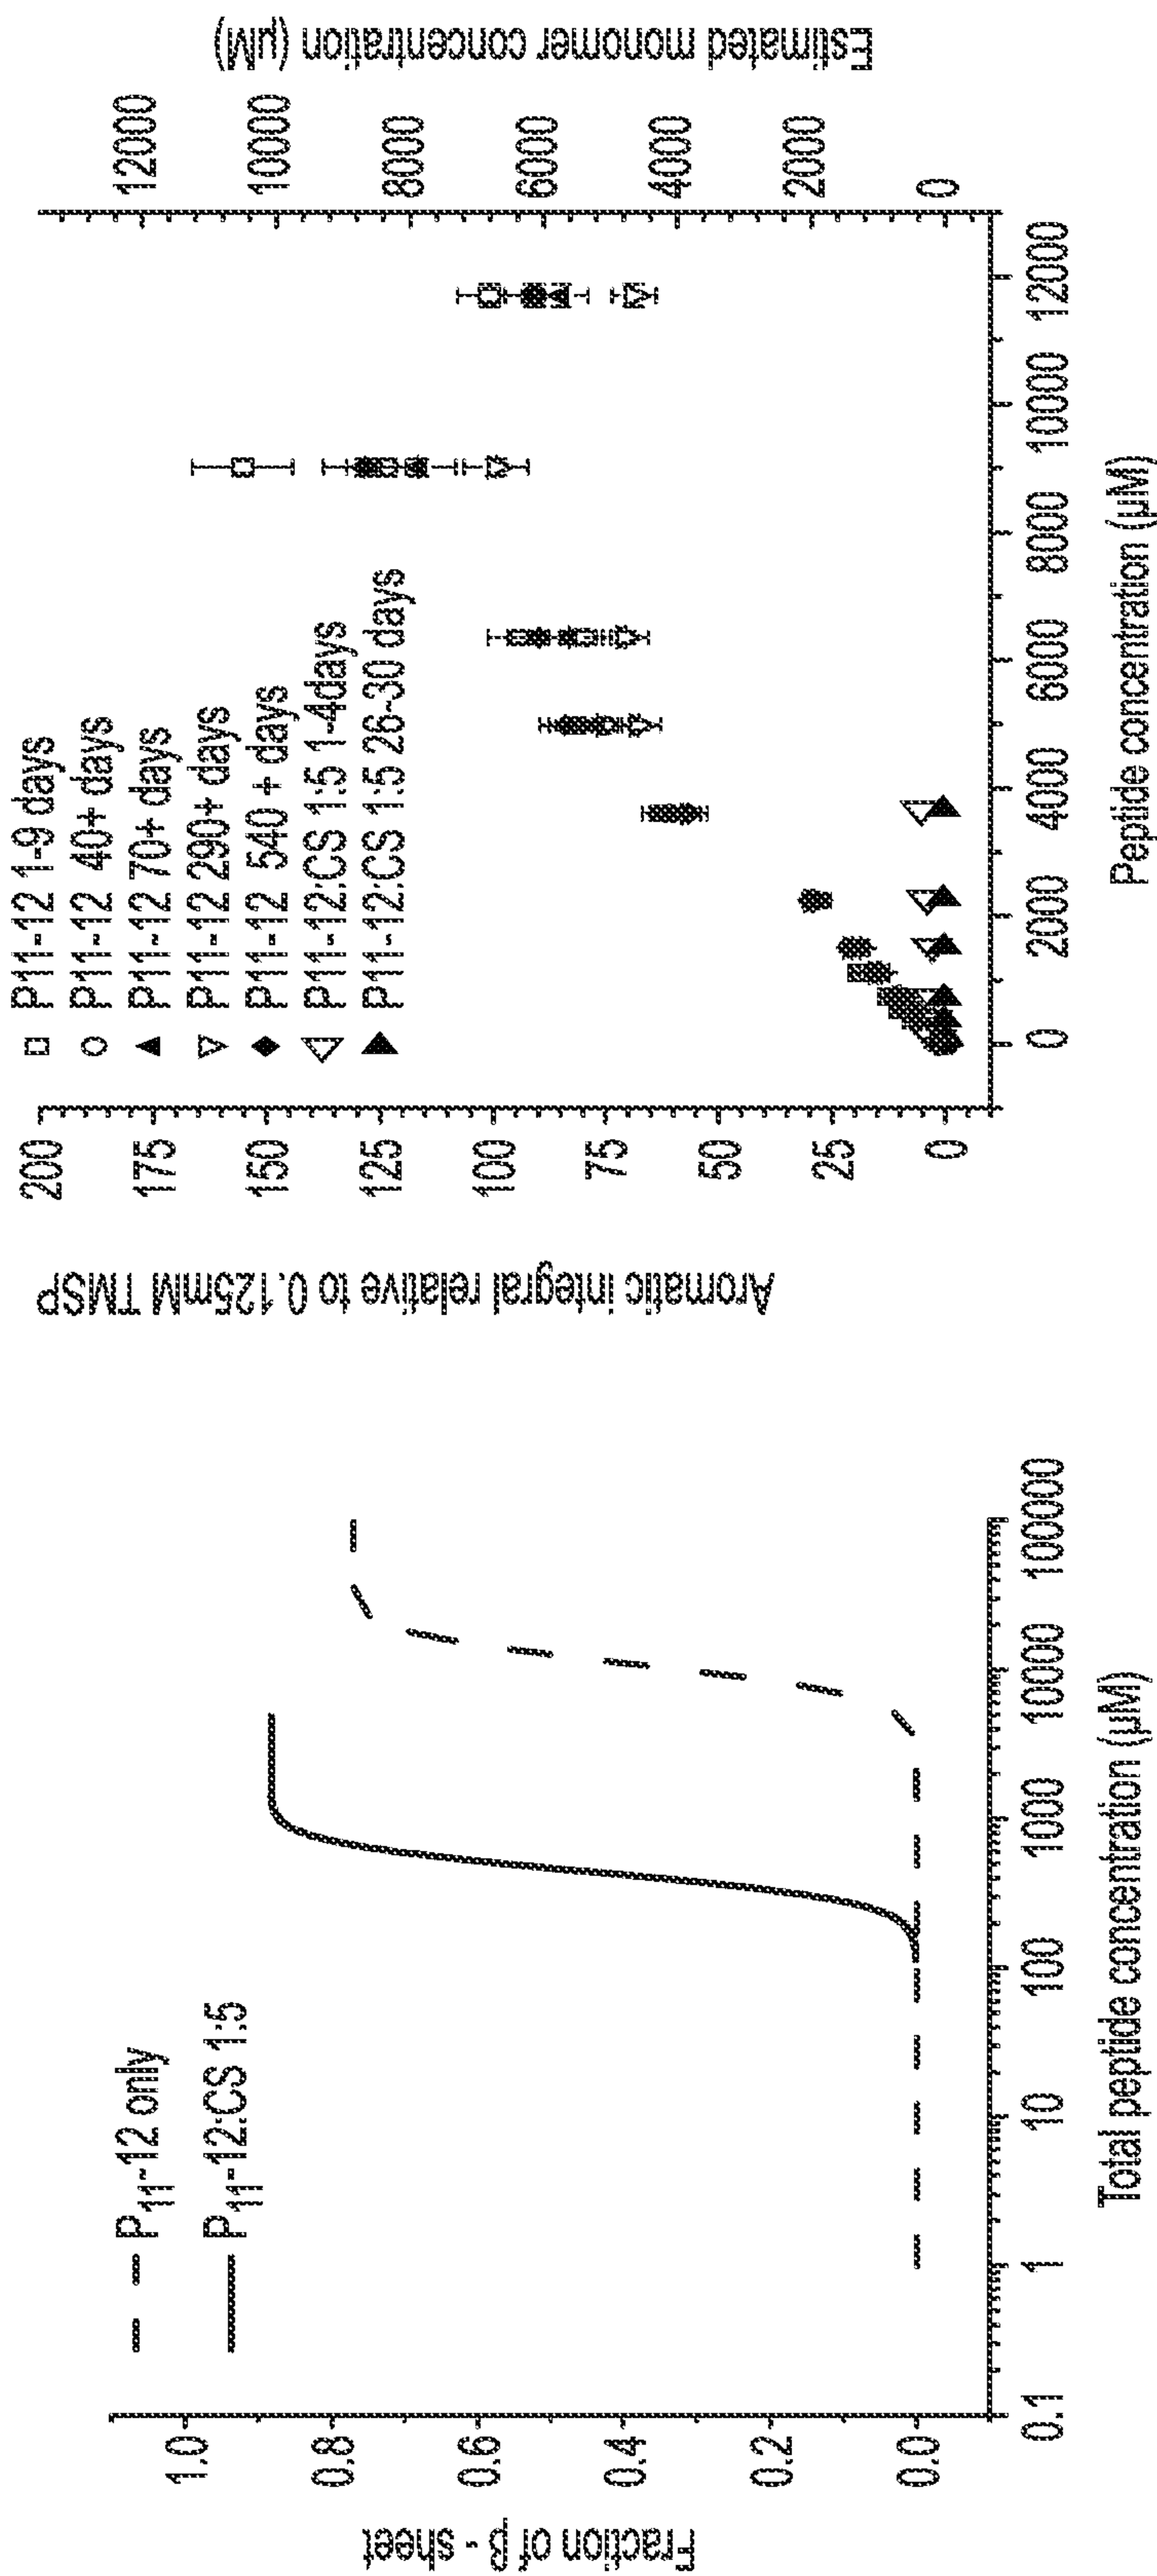 Fraction of β - sheet
1.0
0.8
0.6
0.4
0.2
0.0
P11-12 only
P11-12:CS 1:5
0.1
1
10
100
1000
10000
100000
Total peptide concentration (µM)
Aromatic integral relative to 0.125mM TMSP
200
175
150
125
100
75
50
25
0
P11-12 1-9 days
P11-12 40+ days
P11-12 70+ days
P11-12 290+ days
P11-12 540 + days
P11-12:CS 1:5 1-4days
P11-12:CS 1:5 26-30 days
0
2000
4000
6000
8000
10000
12000
Peptide concentration (µM)
12000
10000
8000
6000
4000
2000
0
Estimated monomer concentration (µM)